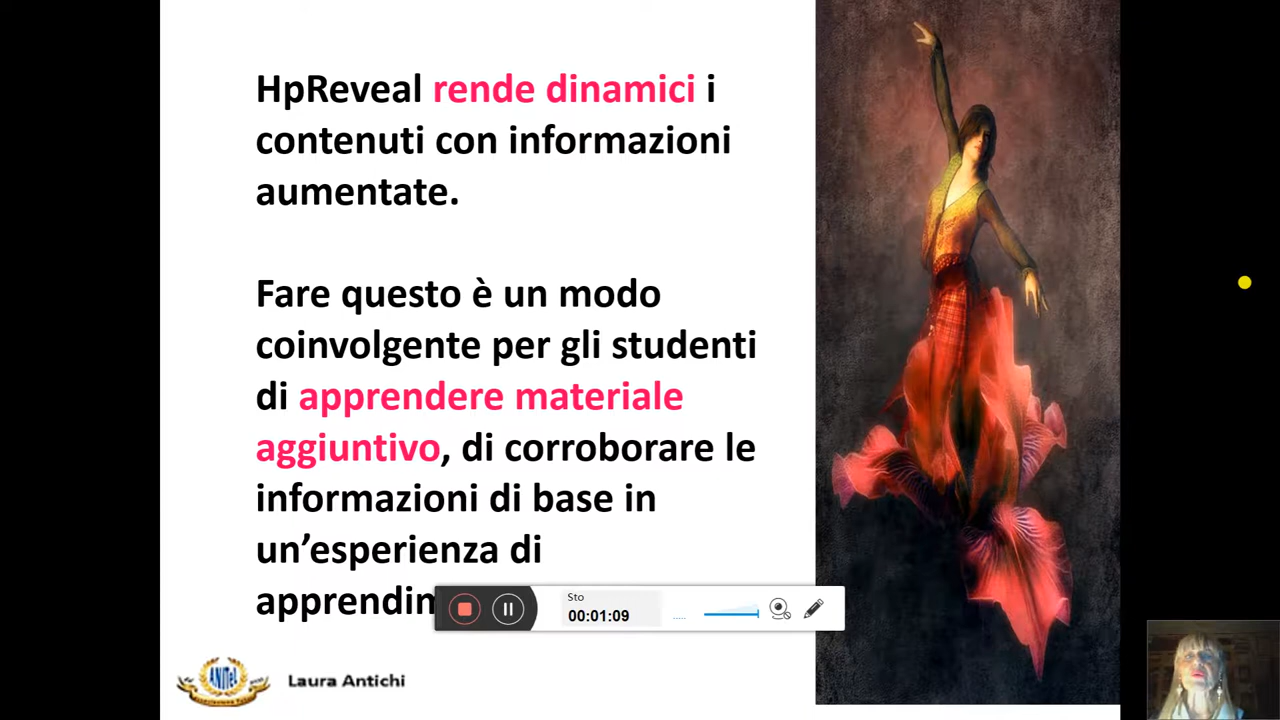 HpReveal rende dinamici i
contenuti con informazioni
aumentate.
Fare questo è un modo
coinvolgente per gli studenti
di apprendere materiale
aggiuntivo, di corroborare le
informazioni di base in
un’esperienza di
Sto
00:01:09
ANITeL
Laura Antichi